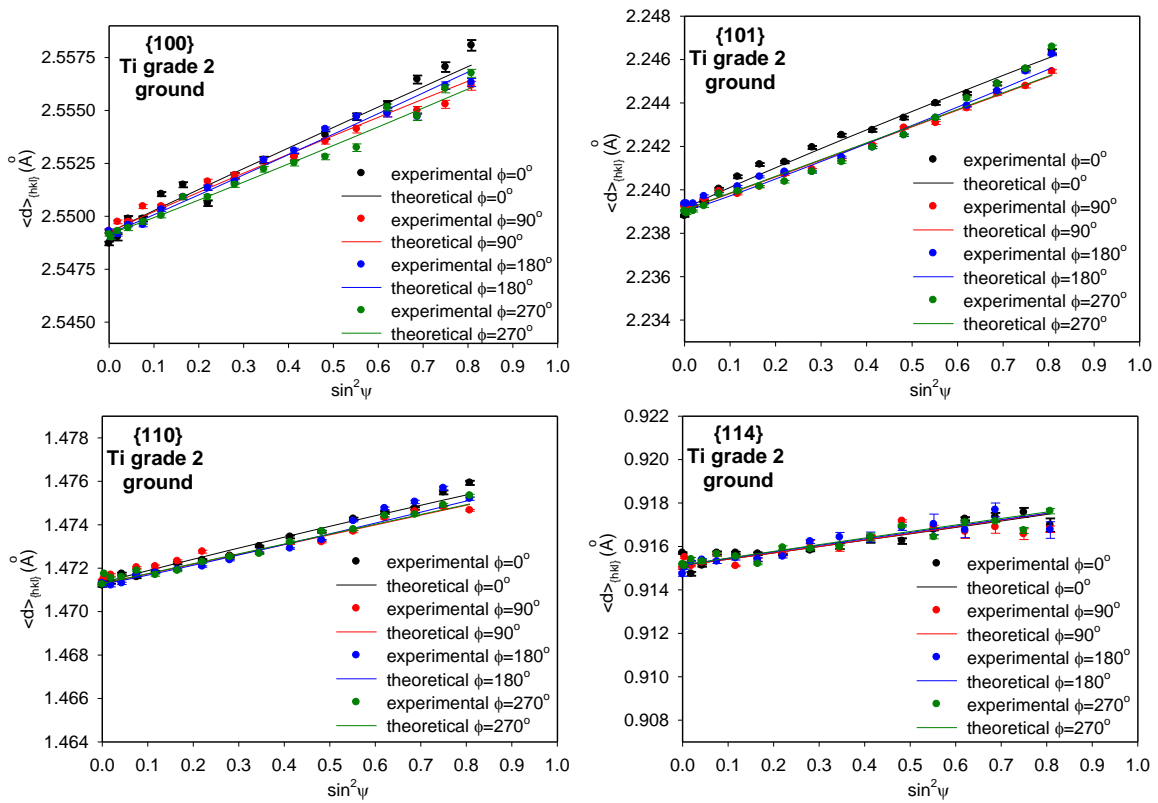 {100}
Ti grade 2
ground
<d>{hkl} (Å)
2.5575
2.5550
2.5525
2.5500
2.5475
2.5450
experimental ϕ=0°
theoretical ϕ=0°
experimental ϕ=90°
theoretical ϕ=90°
experimental ϕ=180°
theoretical ϕ=180°
experimental ϕ=270°
theoretical ϕ=270°
0.0 0.1 0.2 0.3 0.4 0.5 0.6 0.7 0.8 0.9 1.0
sin²ψ
{101}
Ti grade 2
ground
<d>{hkl} (Å)
2.248
2.246
2.244
2.242
2.240
2.238
2.236
2.234
experimental ϕ=0°
theoretical ϕ=0°
experimental ϕ=90°
theoretical ϕ=90°
experimental ϕ=180°
theoretical ϕ=180°
experimental ϕ=270°
theoretical ϕ=270°
0.0 0.1 0.2 0.3 0.4 0.5 0.6 0.7 0.8 0.9 1.0
sin²ψ
{110}
Ti grade 2
ground
<d>{hkl} (Å)
1.478
1.476
1.474
1.472
1.470
1.468
1.466
1.464
experimental ϕ=0°
theoretical ϕ=0°
experimental ϕ=90°
theoretical ϕ=90°
experimental ϕ=180°
theoretical ϕ=180°
experimental ϕ=270°
theoretical ϕ=270°
0.0 0.1 0.2 0.3 0.4 0.5 0.6 0.7 0.8 0.9 1.0
sin²ψ
{114}
Ti grade 2
ground
<d>{hkl} (Å)
0.922
0.920
0.918
0.916
0.914
0.912
0.910
0.908
experimental ϕ=0°
theoretical ϕ=0°
experimental ϕ=90°
theoretical ϕ=90°
experimental ϕ=180°
theoretical ϕ=180°
experimental ϕ=270°
theoretical ϕ=270°
0.0 0.1 0.2 0.3 0.4 0.5 0.6 0.7 0.8 0.9 1.0
sin²ψ